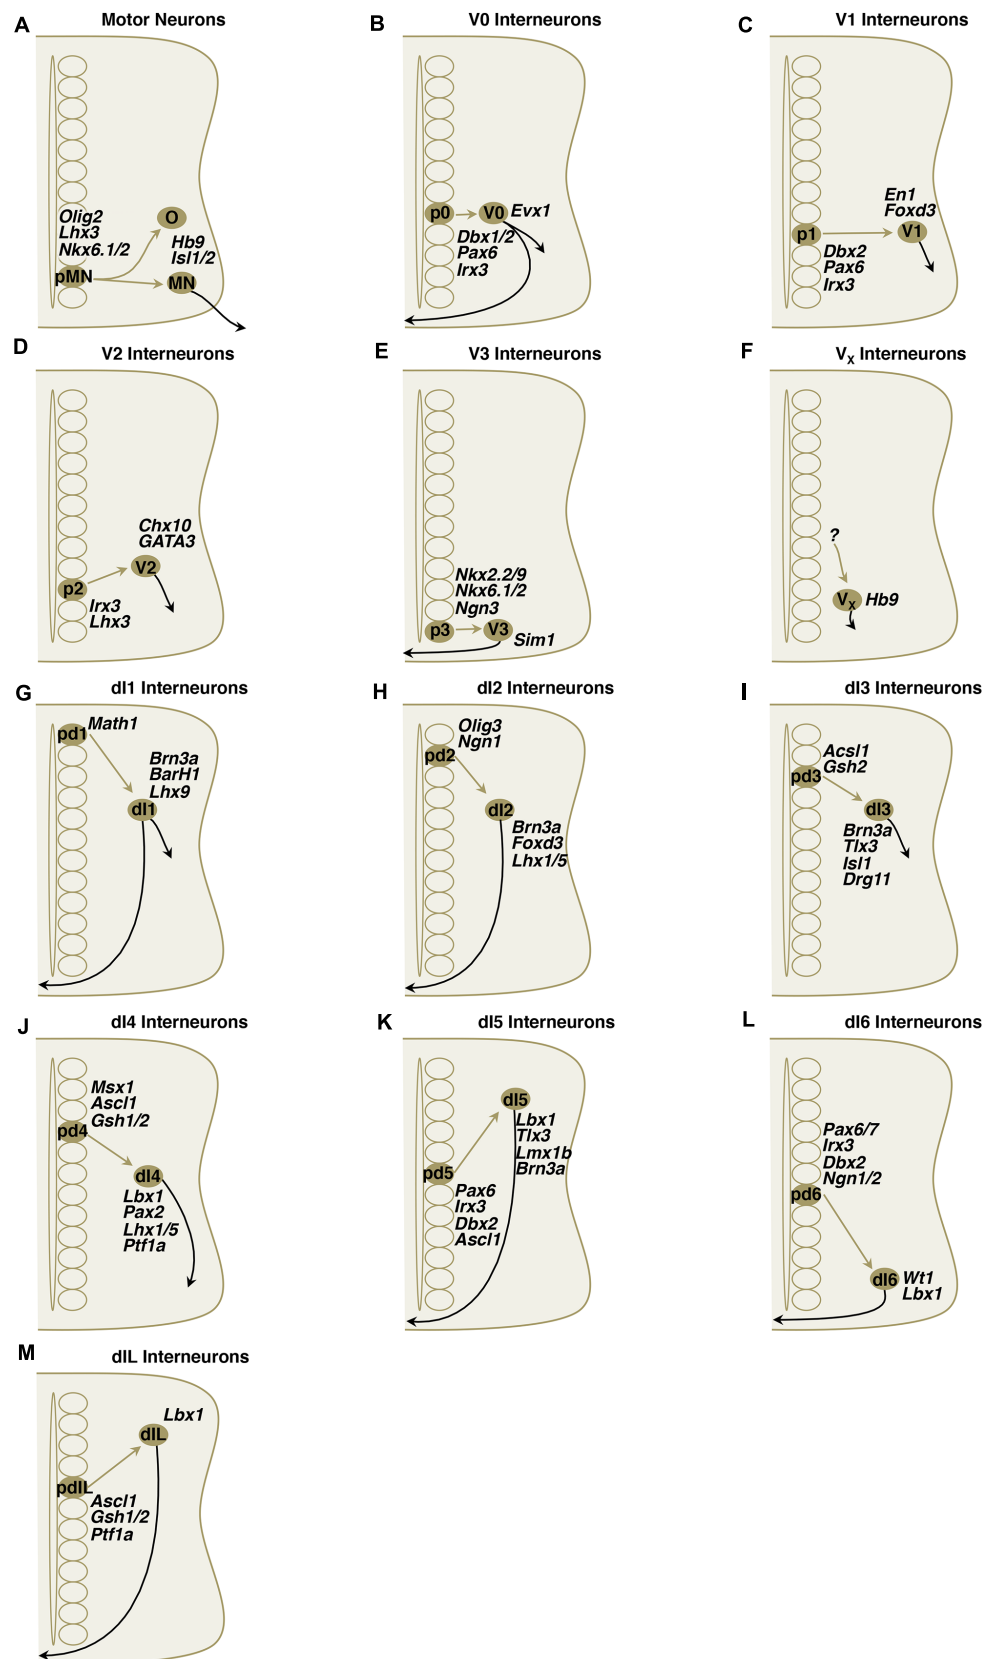 A
Motor Neurons
Olig2
Lhx3
Nkx6.1/2
O
Hb9
Isl1/2
pMN
MN
B
V0 Interneurons
p0
V0
Evx1
Dbx1/2
Pax6
Irx3
C
V1 Interneurons
En1
Foxd3
p1
V1
Dbx2
Pax6
Irx3
D
V2 Interneurons
Chx10
GATA3
V2
p2
Irx3
Lhx3
E
V3 Interneurons
Nkx2.2/9
Nkx6.1/2
Ngn3
p3
V3
Sim1
F
VX Interneurons
?
VX
Hb9
G
dI1 Interneurons
pd1
Math1
Brn3a
BarH1
Lhx9
dI1
H
dI2 Interneurons
Olig3
Ngn1
pd2
dI2
Brn3a
Foxd3
Lhx1/5
I
dI3 Interneurons
Acsl1
Gsh2
pd3
dI3
Brn3a
Tlx3
Isl1
Drg11
J
dI4 Interneurons
Msx1
Ascl1
Gsh1/2
pd4
dI4
Lbx1
Pax2
Lhx1/5
Ptf1a
K
dI5 Interneurons
dI5
Lbx1
Tlx3
Lmx1b
Brn3a
pd5
Pax6
Irx3
Dbx2
Ascl1
L
dI6 Interneurons
Pax6/7
Irx3
Dbx2
Ngn1/2
pd6
dI6
Wt1
Lbx1
M
dIL Interneurons
Lbx1
dIL
pdIL
Ascl1
Gsh1/2
Ptf1a